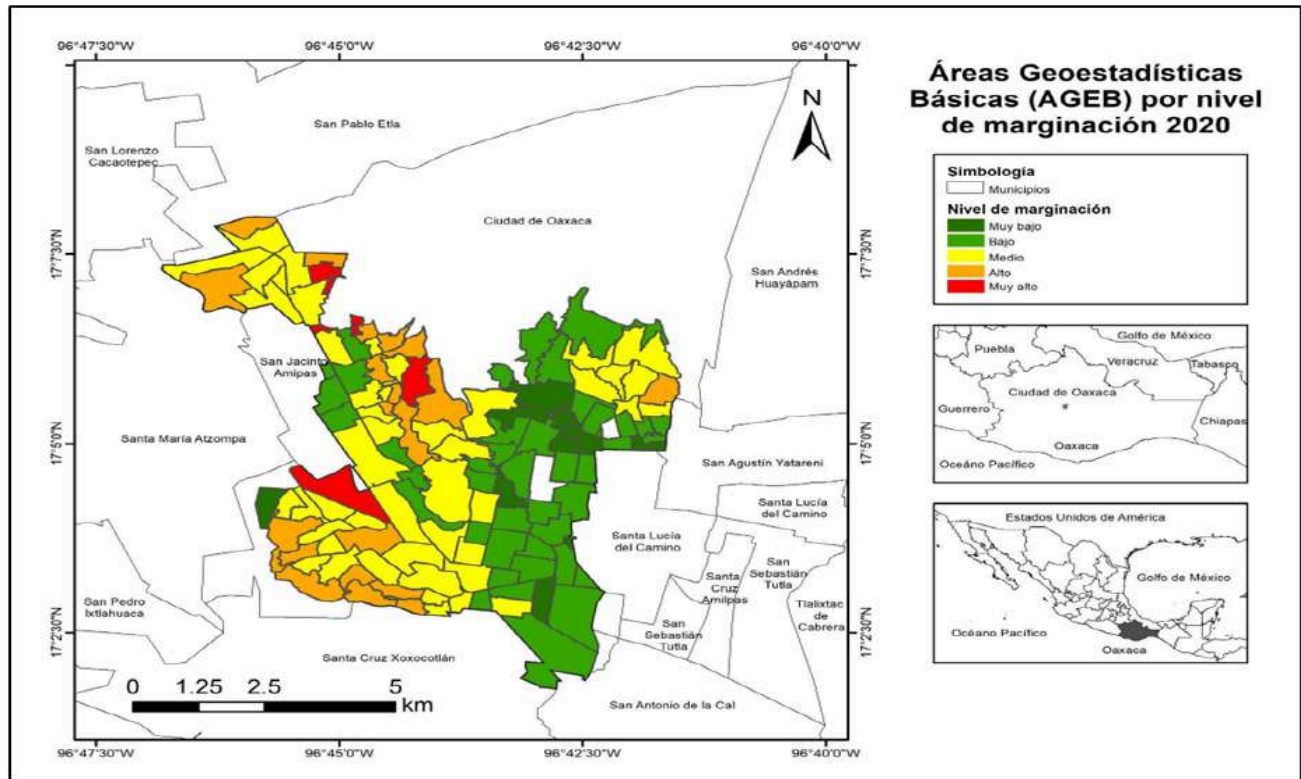 96°47'30"W
96°45'0"W
96°42'30"W
96°40'0"W
17°7'30"N
17°5'0"N
17°2'30"N
17°7'30"N
17°5'0"N
17°2'30"N
N
San Pablo Etla
San Lorenzo
Cacaotepec
Ciudad de Oaxaca
San Andrés
Huayápam
San Jacinto
Amipas
Santa María Atzompa
San Agustín Yatareni
Santa Lucía
del Camino
Santa Lucía
del Camino
San
Sebastián
Tutla
Santa
Cruz
Amilpas
San Pedro
Ixtlahuaca
San
Sebastián
Tutla
Tlalixtac
de
Cabrera
Santa Cruz Xoxocotlán
San Antonio de la Cal
0 1.25 2.5 5
km
96°47'30"W
96°45'0"W
96°42'30"W
96°40'0"W
Áreas Geoestadísticas
Básicas (AGEB) por nivel
de marginación 2020
Simbología
Municipios
Nivel de marginación
Muy bajo
Bajo
Medio
Alto
Muy alto
Golfo de México
Puebla
Veracruz
Tabasco
Ciudad de Oaxaca
Guerrero
Chiapas
Oaxaca
Océano Pacífico
Estados Unidos de América
Golfo de México
Océano Pacífico
Oaxaca